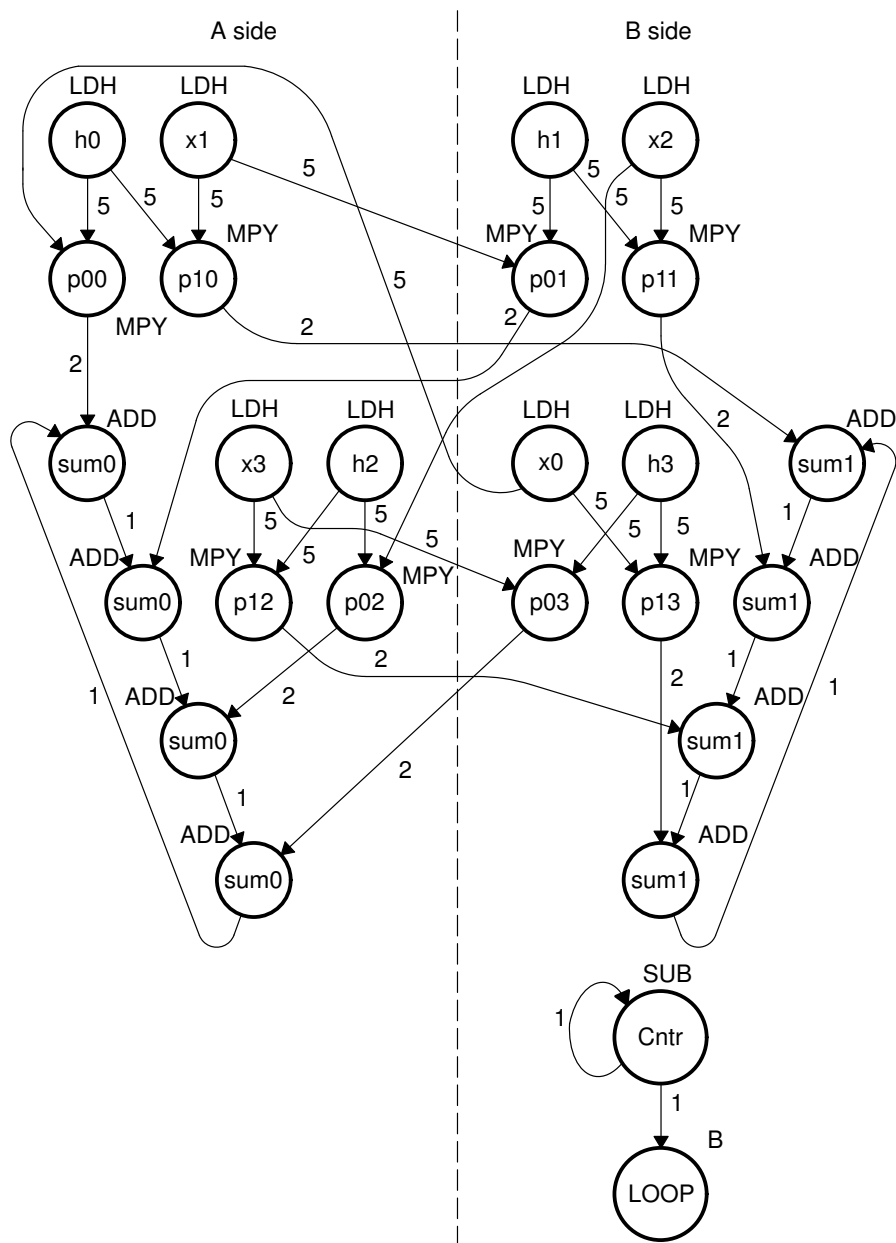 A side B side
LDH LDH LDH LDH
h0 x1 h1 x2
5 5 5
5 5 5 5 5
MPY MPY MPY
p00 p10 5 p01 p11
MPY 2 2
2
LDH LDH LDH LDH 2 ADD
ADD
sum0 x3 h2 x0 h3 sum1
5 5 5 5 5
1 5 5 1
ADD MPY MPY MPY MPY ADD
sum0 p12 p02 p03 p13 sum1
1 2 2 1
1 ADD 2 ADD 1
sum0 sum1
1 2 1
ADD ADD
sum0 sum1
SUB
1 Cntr
1
B
LOOP